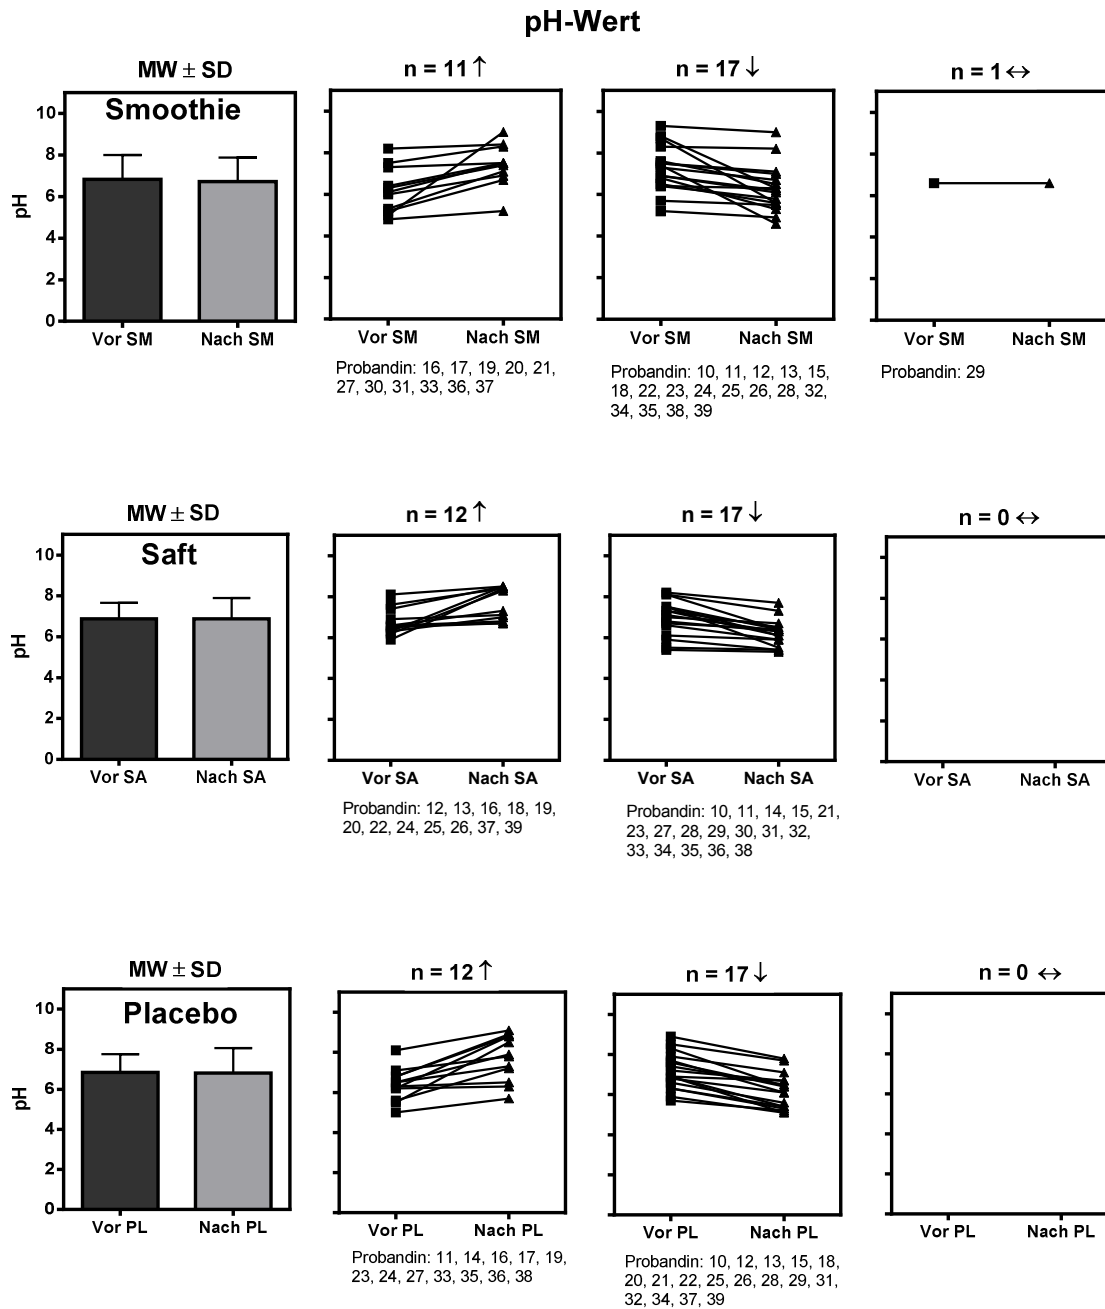 pH-Wert
MW ± SD
n = 11 ↑
n = 17 ↓
n = 1 ↔
Smoothie
10
8
6
4
2
0
pH
Vor SM
Nach SM
Vor SM
Nach SM
Vor SM
Nach SM
Vor SM
Nach SM
Probandin: 16, 17, 19, 20, 21,
27, 30, 31, 33, 36, 37
Probandin: 10, 11, 12, 13, 15,
18, 22, 23, 24, 25, 26, 28, 32,
34, 35, 38, 39
Probandin: 29
MW ± SD
n = 12 ↑
n = 17 ↓
n = 0 ↔
Saft
10
8
6
4
2
0
pH
Vor SA
Nach SA
Vor SA
Nach SA
Vor SA
Nach SA
Vor SA
Nach SA
Probandin: 12, 13, 16, 18, 19,
20, 22, 24, 25, 26, 37, 39
Probandin: 10, 11, 14, 15, 21,
23, 27, 28, 29, 30, 31, 32,
33, 34, 35, 36, 38
MW ± SD
n = 12 ↑
n = 17 ↓
n = 0 ↔
Placebo
10
8
6
4
2
0
pH
Vor PL
Nach PL
Vor PL
Nach PL
Vor PL
Nach PL
Vor PL
Nach PL
Probandin: 11, 14, 16, 17, 19,
23, 24, 27, 33, 35, 36, 38
Probandin: 10, 12, 13, 15, 18,
20, 21, 22, 25, 26, 28, 29, 31,
32, 34, 37, 39